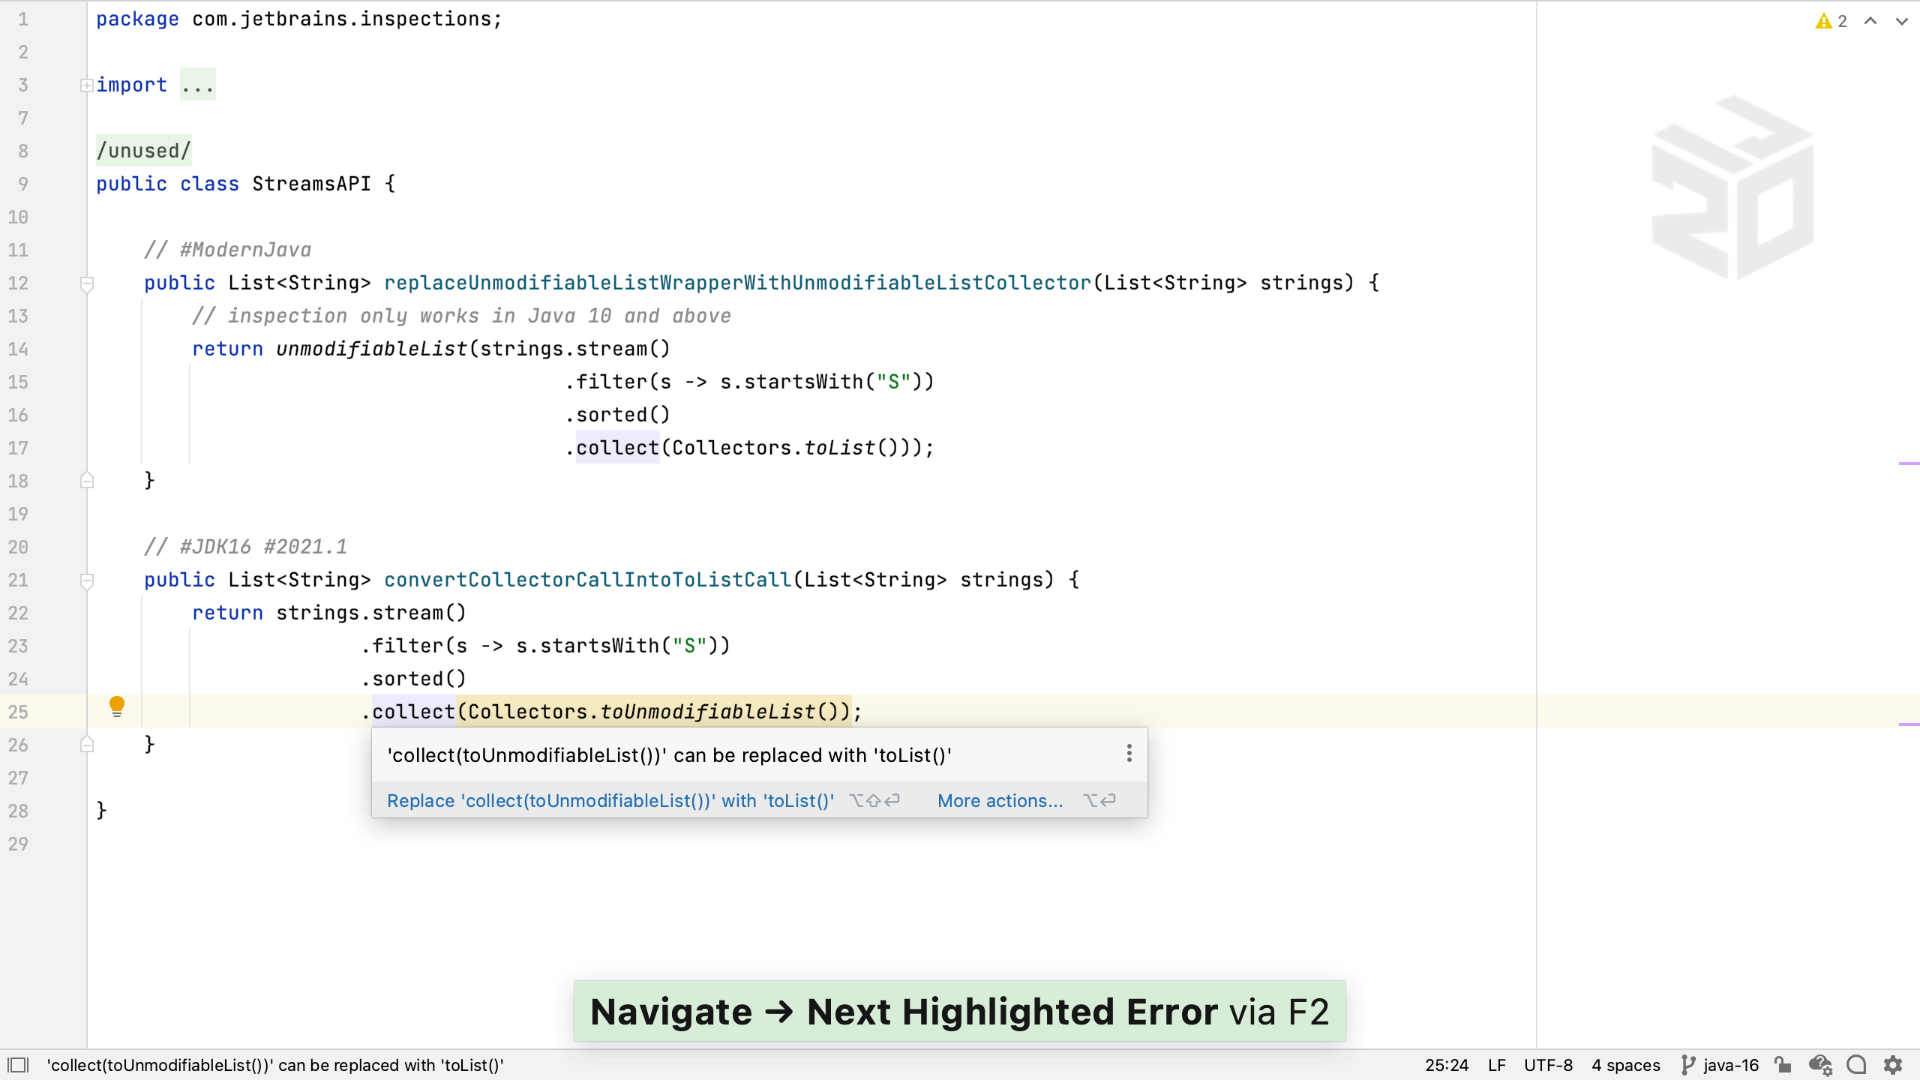 1 package com.jetbrains.inspections;
2
3 import ...
7
8 /unused/
9 public class StreamsAPI {
10
11 // #ModernJava
12 public List<String> replaceUnmodifiableListWrapperWithUnmodifiableListCollector(List<String> strings) {
13 // inspection only works in Java 10 and above
14 return unmodifiableList(strings.stream()
15 .filter(s -> s.startsWith("S"))
16 .sorted()
17 .collect(Collectors.toList()));
18 }
19
20 // #JDK16 #2021.1
21 public List<String> convertCollectorCallIntoToListCall(List<String> strings) {
22 return strings.stream()
23 .filter(s -> s.startsWith("S"))
24 .sorted()
25 .collect(Collectors.toUnmodifiableList());
26 }
27
28 }
29
2
IJ
20
'collect(toUnmodifiableList())' can be replaced with 'toList()'
Replace 'collect(toUnmodifiableList())' with 'toList()' ⌥⇧⏎ More actions... ⌥⏎
Navigate → Next Highlighted Error via F2
'collect(toUnmodifiableList())' can be replaced with 'toList()' 25:24 LF UTF-8 4 spaces java-16